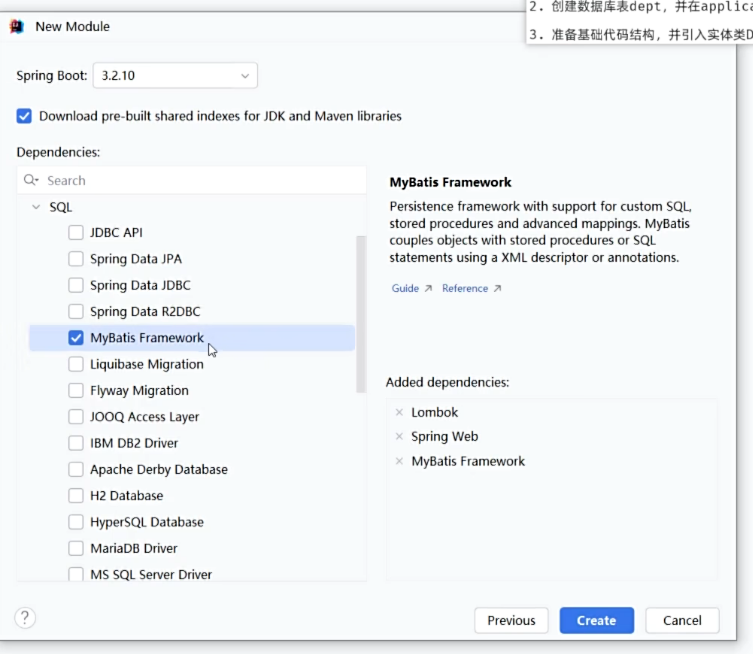 2. 创建数据库表dept, 并在applica
3. 准备基础代码结构, 并引入实体类D
New Module
Spring Boot: 3.2.10
Download pre-built shared indexes for JDK and Maven libraries
Dependencies:
Search
SQL
JDBC API
Spring Data JPA
Spring Data JDBC
Spring Data R2DBC
MyBatis Framework
Liquibase Migration
Flyway Migration
JOOQ Access Layer
IBM DB2 Driver
Apache Derby Database
H2 Database
HyperSQL Database
MariaDB Driver
MS SQL Server Driver
MyBatis Framework
Persistence framework with support for custom SQL,
stored procedures and advanced mappings. MyBatis
couples objects with stored procedures or SQL
statements using a XML descriptor or annotations.
Guide ↗ Reference ↗
Added dependencies:
× Lombok
× Spring Web
× MyBatis Framework
? Previous Create Cancel